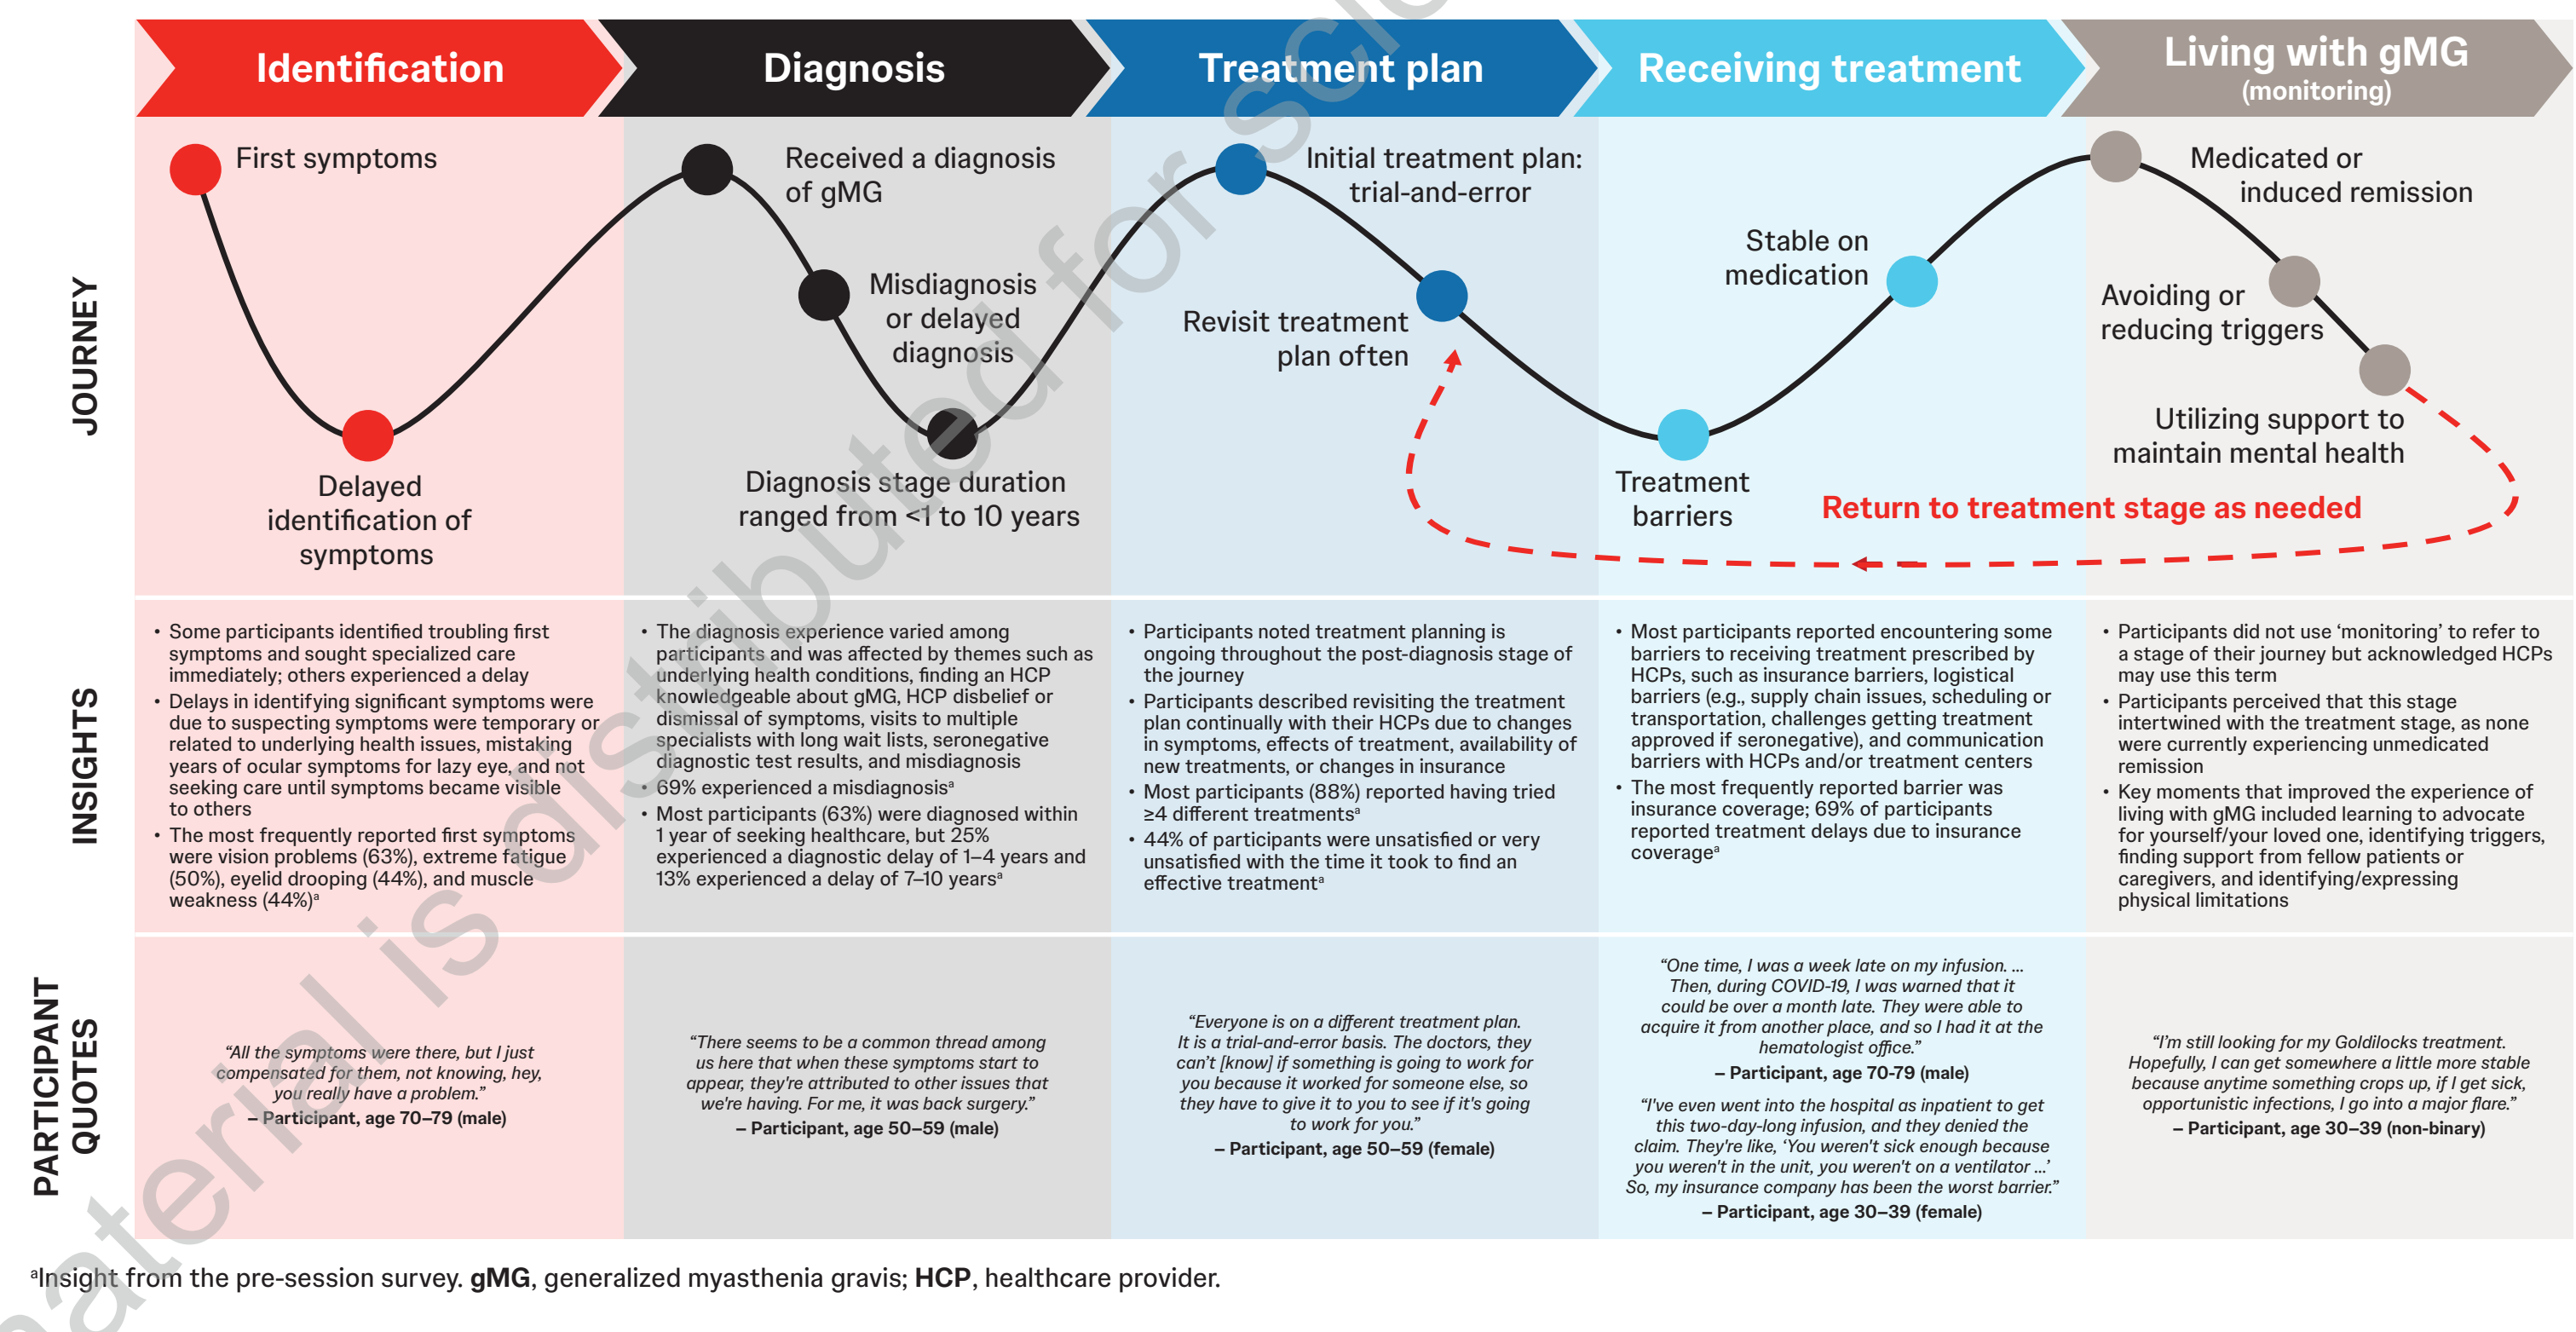 Identification
Diagnosis
Treatment plan
Receiving treatment
Living with gMG
(monitoring)
JOURNEY
First symptoms
Delayed
identification of
symptoms
Received a diagnosis
of gMG
Misdiagnosis
or delayed
diagnosis
Diagnosis stage duration
ranged from <1 to 10 years
Initial treatment plan:
trial-and-error
Revisit treatment
plan often
Treatment
barriers
Stable on
medication
Medicated or
induced remission
Avoiding or
reducing triggers
Utilizing support to
maintain mental health
Return to treatment stage as needed
INSIGHTS
• Some participants identified troubling first
symptoms and sought specialized care
immediately; others experienced a delay
• Delays in identifying significant symptoms were
due to suspecting symptoms were temporary or
related to underlying health issues, mistaking
years of ocular symptoms for lazy eye, and not
seeking care until symptoms became visible
to others
• The most frequently reported first symptoms
were vision problems (63%), extreme fatigue
(50%), eyelid drooping (44%), and muscle
weakness (44%)ᵃ
• The diagnosis experience varied among
participants and was affected by themes such as
underlying health conditions, finding an HCP
knowledgeable about gMG, HCP disbelief or
dismissal of symptoms, visits to multiple
specialists with long wait lists, seronegative
diagnostic test results, and misdiagnosis
• 69% experienced a misdiagnosisᵃ
• Most participants (63%) were diagnosed within
1 year of seeking healthcare, but 25%
experienced a diagnostic delay of 1–4 years and
13% experienced a delay of 7–10 yearsᵃ
• Participants noted treatment planning is
ongoing throughout the post-diagnosis stage of
the journey
• Participants described revisiting the treatment
plan continually with their HCPs due to changes
in symptoms, effects of treatment, availability of
new treatments, or changes in insurance
• Most participants (88%) reported having tried
≥4 different treatmentsᵃ
• 44% of participants were unsatisfied or very
unsatisfied with the time it took to find an
effective treatmentᵃ
• Most participants reported encountering some
barriers to receiving treatment prescribed by
HCPs, such as insurance barriers, logistical
barriers (e.g., supply chain issues, scheduling or
transportation, challenges getting treatment
approved if seronegative), and communication
barriers with HCPs and/or treatment centers
• The most frequently reported barrier was
insurance coverage; 69% of participants
reported treatment delays due to insurance
coverageᵃ
• Participants did not use ‘monitoring’ to refer to
a stage of their journey but acknowledged HCPs
may use this term
• Participants perceived that this stage
intertwined with the treatment stage, as none
were currently experiencing unmedicated
remission
• Key moments that improved the experience of
living with gMG included learning to advocate
for yourself/your loved one, identifying triggers,
finding support from fellow patients or
caregivers, and identifying/expressing
physical limitations
PARTICIPANT
QUOTES
“All the symptoms were there, but I just
compensated for them, not knowing, hey,
you really have a problem.”
– Participant, age 70–79 (male)
“There seems to be a common thread among
us here that when these symptoms start to
appear, they're attributed to other issues that
we're having. For me, it was back surgery.”
– Participant, age 50–59 (male)
“Everyone is on a different treatment plan.
It is a trial-and-error basis. The doctors, they
can’t [know] if something is going to work for
you because it worked for someone else, so
they have to give it to you to see if it's going
to work for you.”
– Participant, age 50–59 (female)
“One time, I was a week late on my infusion. ...
Then, during COVID-19, I was warned that it
could be over a month late. They were able to
acquire it from another place, and so I had it at the
hematologist office.”
– Participant, age 70-79 (male)
“I've even went into the hospital as inpatient to get
this two-day-long infusion, and they denied the
claim. They're like, ‘You weren't sick enough because
you weren't in the unit, you weren't on a ventilator ...’
So, my insurance company has been the worst barrier.”
– Participant, age 30–39 (female)
“I’m still looking for my Goldilocks treatment.
Hopefully, I can get somewhere a little more stable
because anytime something crops up, if I get sick,
opportunistic infections, I go into a major flare.”
– Participant, age 30–39 (non-binary)
ᵃInsight from the pre-session survey. gMG, generalized myasthenia gravis; HCP, healthcare provider.
aterial is distributed for scie